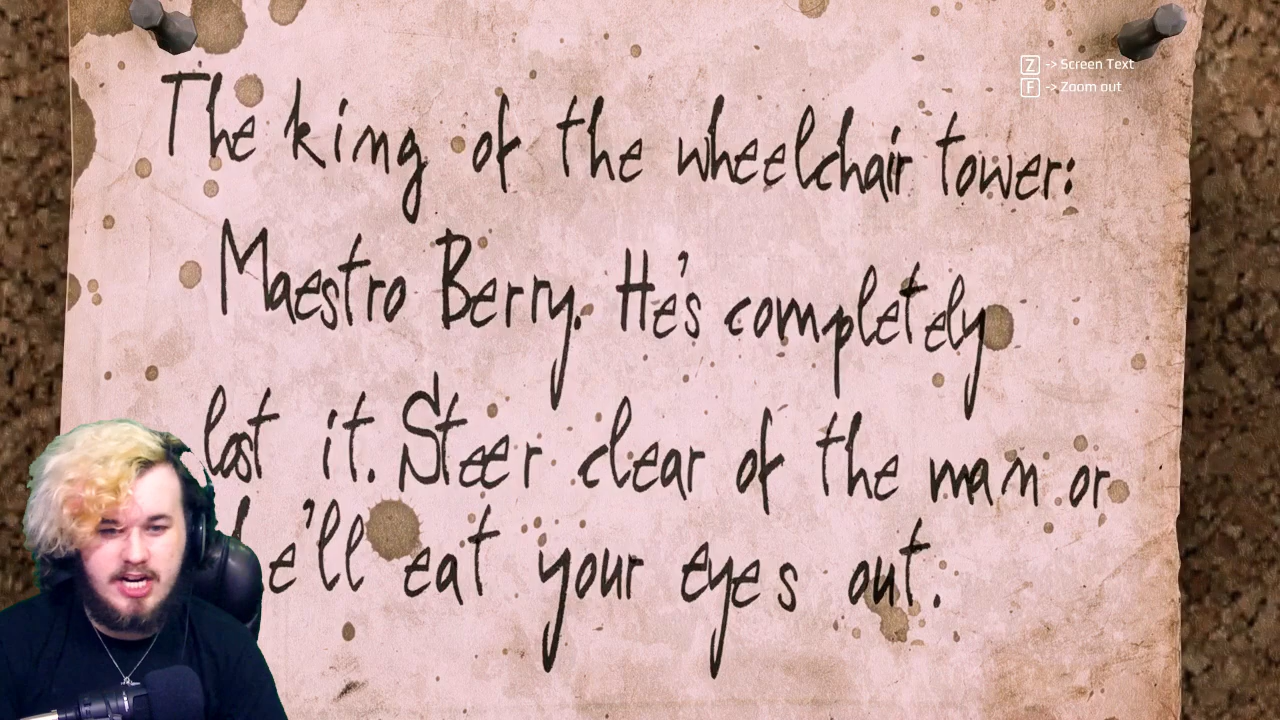 Z -> Screen Text
F -> Zoom out
The king of the wheelchair tower:
Maestro Berry. He's completely
lost it. Steer clear of the man or
he'll eat your eyes out.